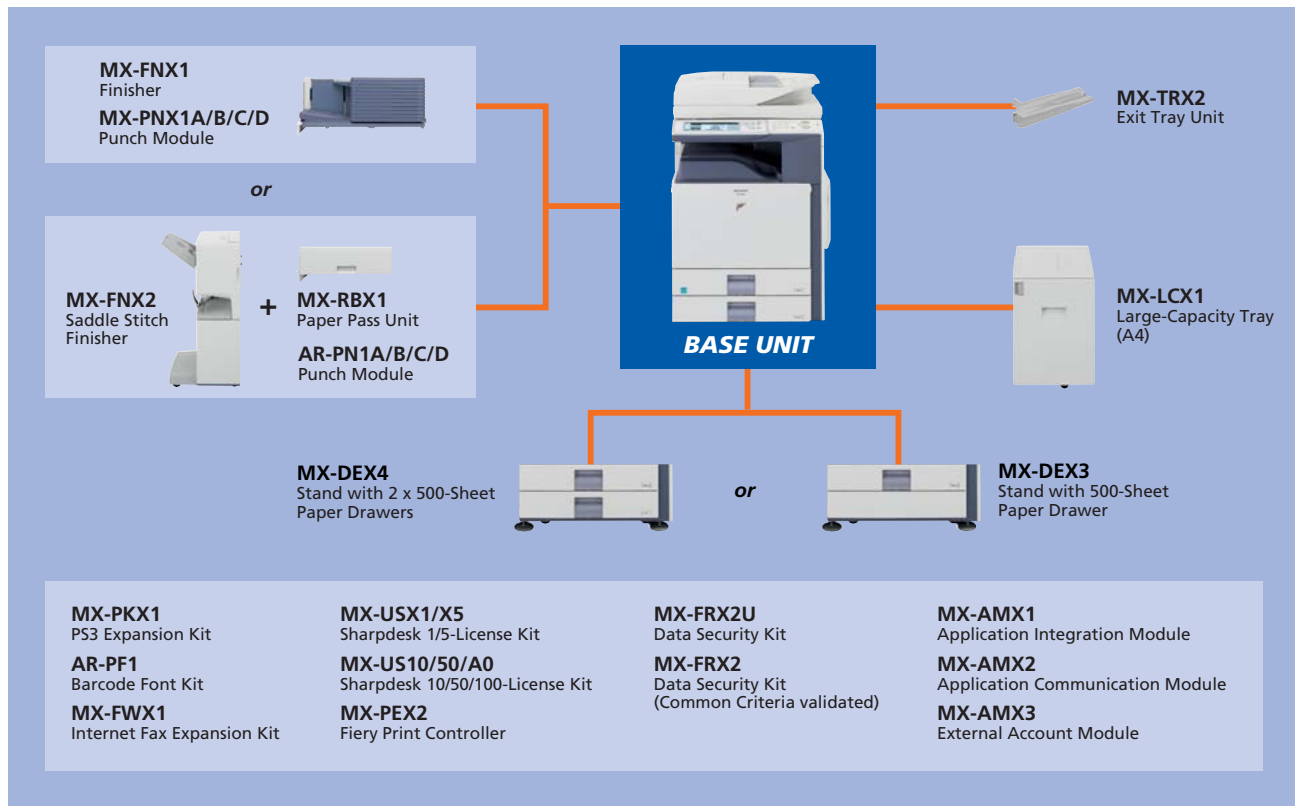 MX-FNX1
Finisher
MX-PNX1A/B/C/D
Punch Module
or
MX-FNX2
Saddle Stitch
Finisher
+
MX-RBX1
Paper Pass Unit
AR-PN1A/B/C/D
Punch Module
BASE UNIT
MX-TRX2
Exit Tray Unit
MX-LCX1
Large-Capacity Tray
(A4)
MX-DEX4
Stand with 2 x 500-Sheet
Paper Drawers
or
MX-DEX3
Stand with 500-Sheet
Paper Drawer
MX-PKX1
PS3 Expansion Kit
AR-PF1
Barcode Font Kit
MX-FWX1
Internet Fax Expansion Kit
MX-USX1/X5
Sharpdesk 1/5-License Kit
MX-US10/50/A0
Sharpdesk 10/50/100-License Kit
MX-PEX2
Fiery Print Controller
MX-FRX2U
Data Security Kit
MX-FRX2
Data Security Kit
(Common Criteria validated)
MX-AMX1
Application Integration Module
MX-AMX2
Application Communication Module
MX-AMX3
External Account Module